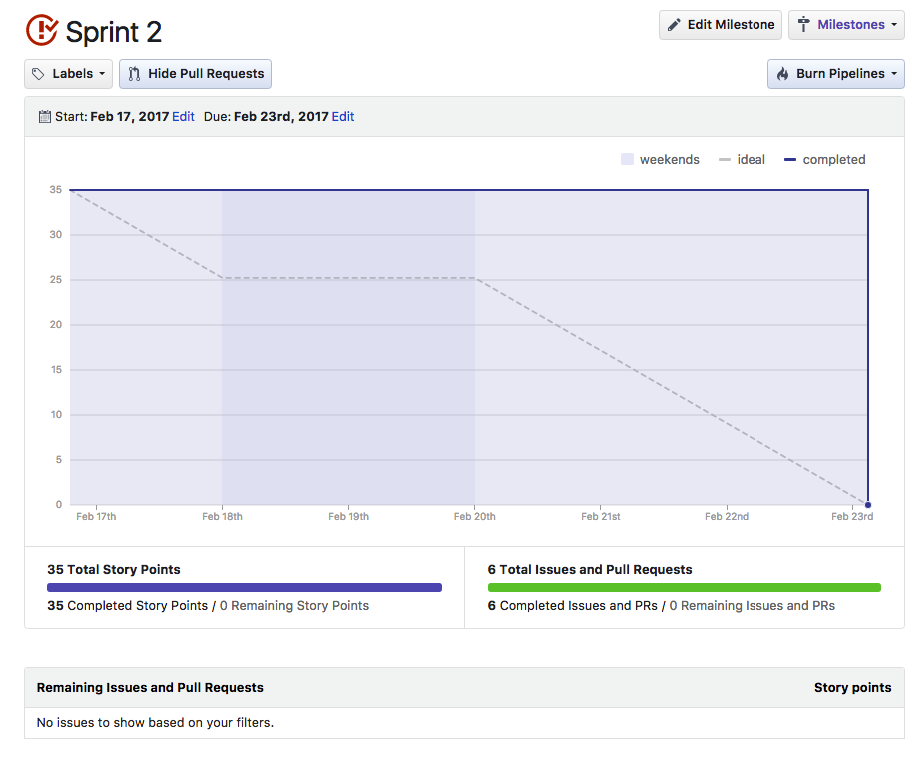 Sprint 2
Edit Milestone
Milestones
Labels
Hide Pull Requests
Burn Pipelines
Start: Feb 17, 2017 Edit Due: Feb 23rd, 2017 Edit
weekends ideal completed
35
30
25
20
15
10
5
0
Feb 17th Feb 18th Feb 19th Feb 20th Feb 21st Feb 22nd Feb 23rd
35 Total Story Points
35 Completed Story Points / 0 Remaining Story Points
6 Total Issues and Pull Requests
6 Completed Issues and PRs / 0 Remaining Issues and PRs
Remaining Issues and Pull Requests Story points
No issues to show based on your filters.